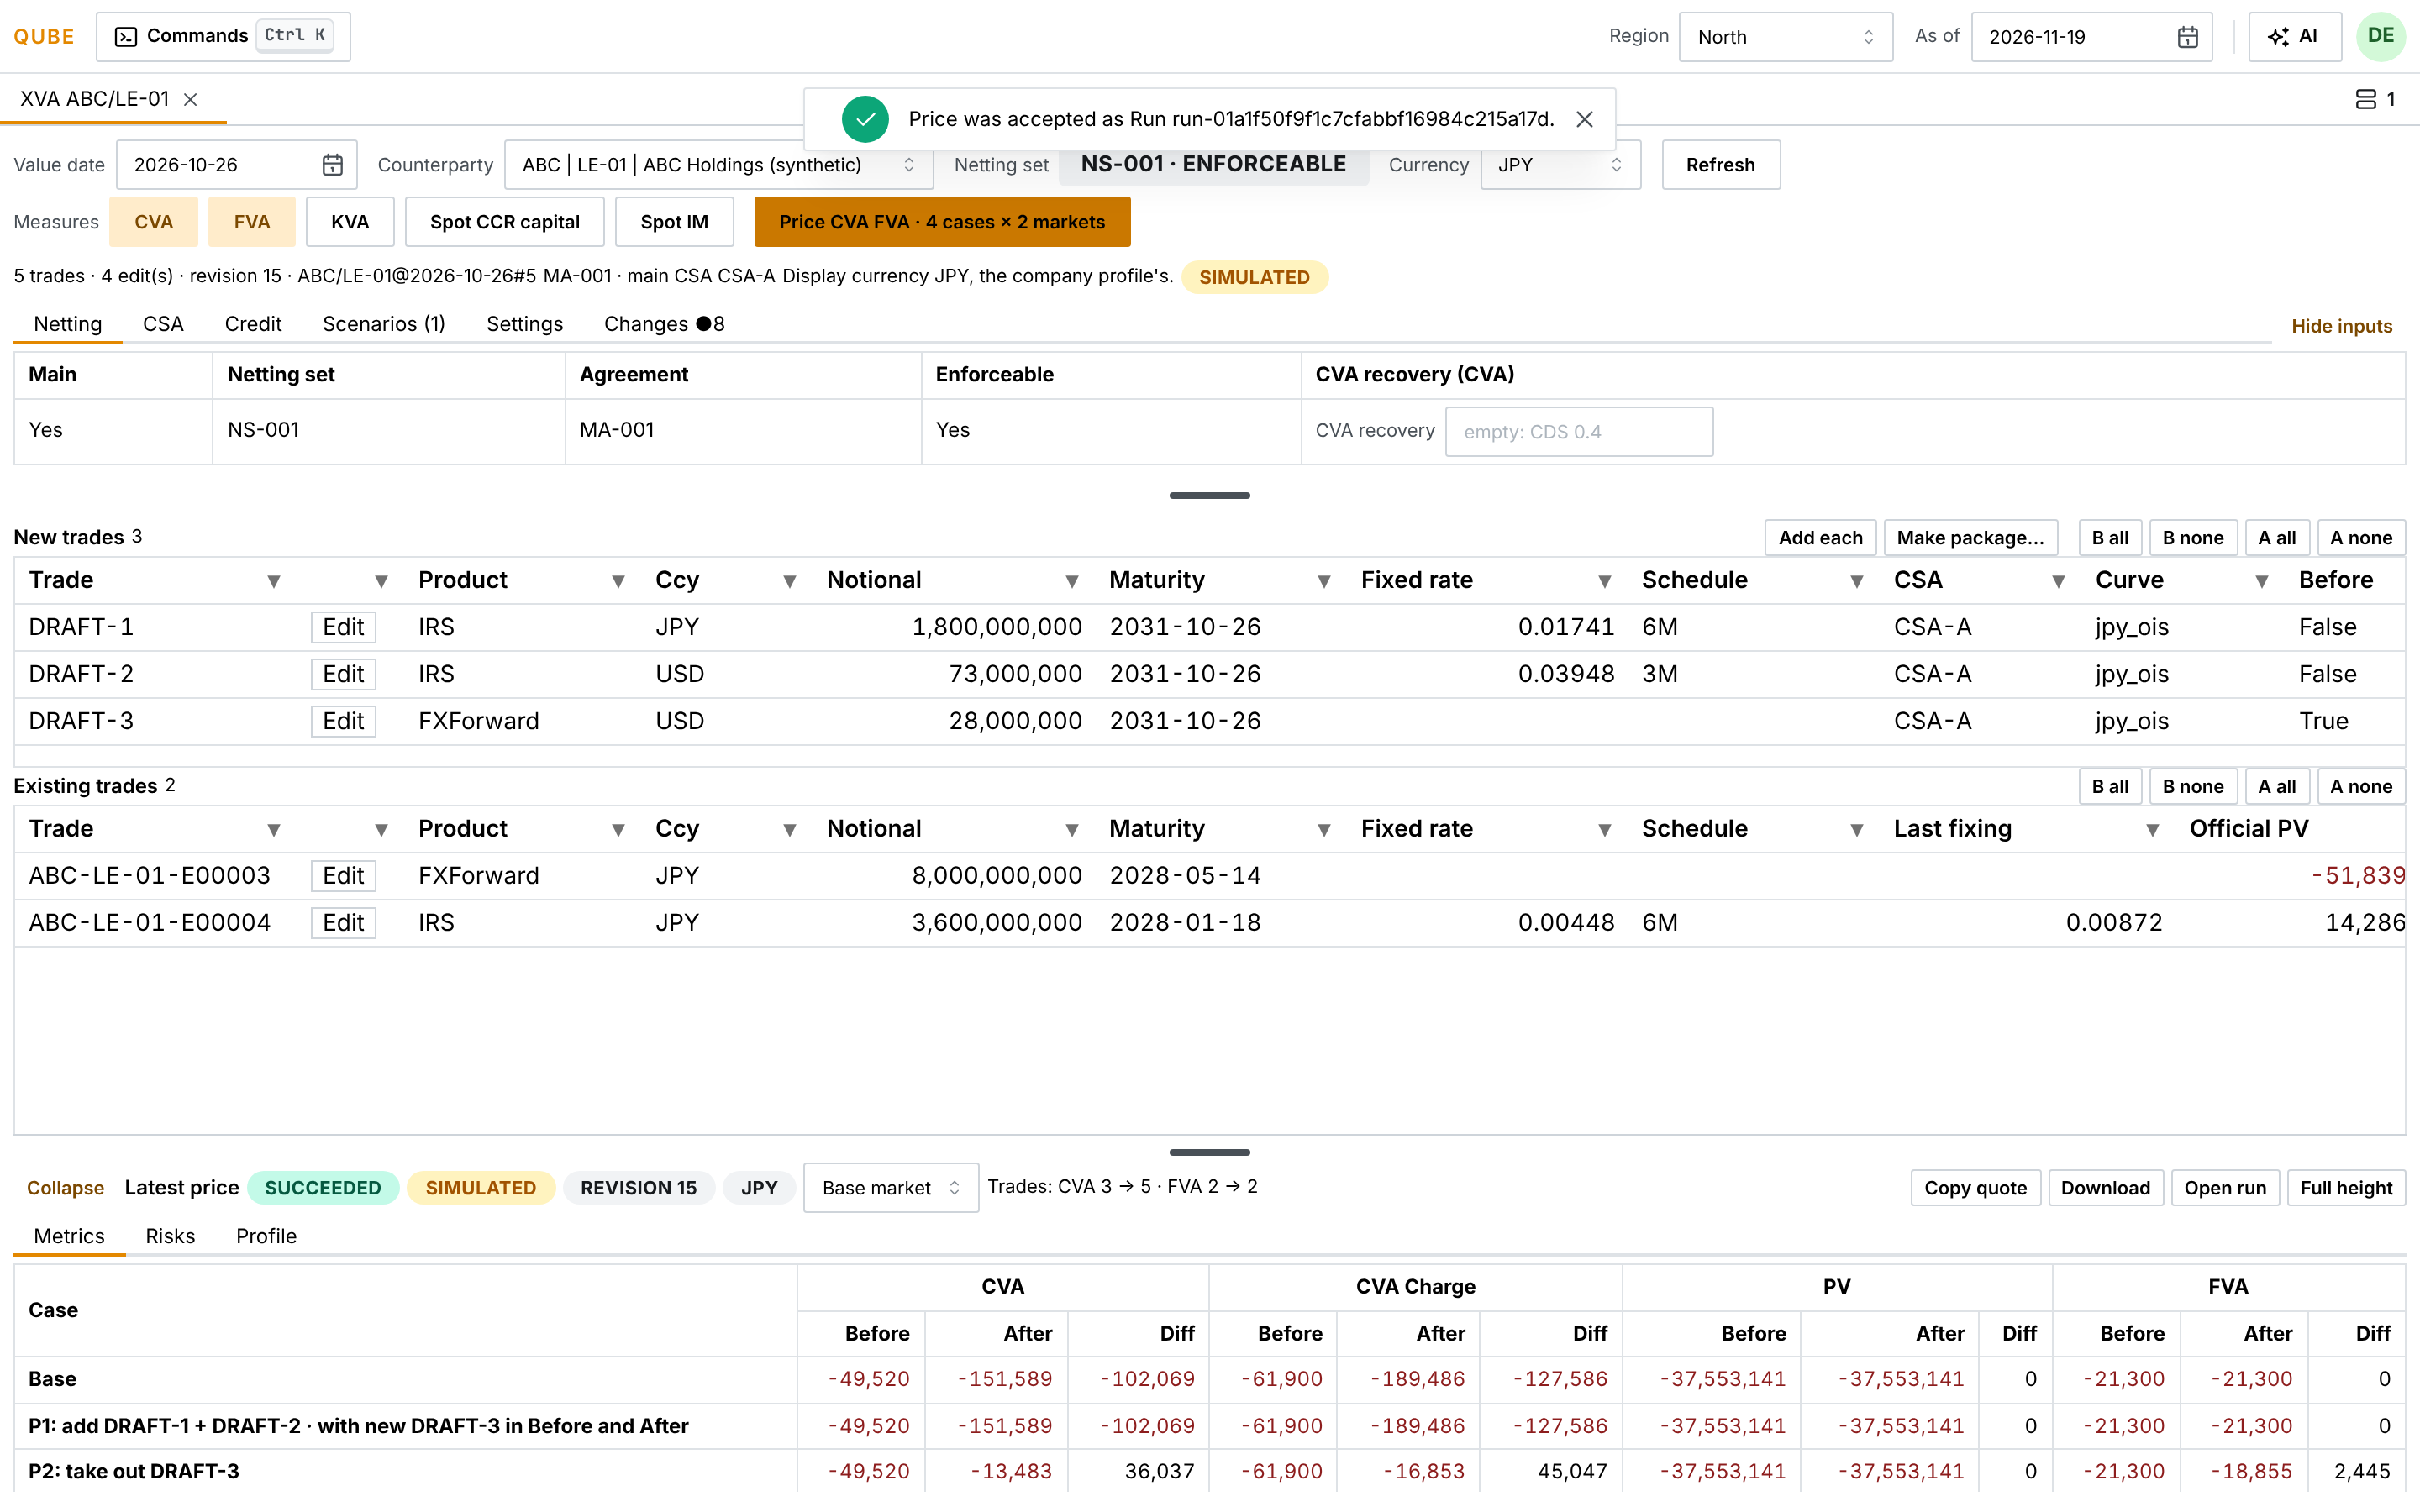 QUBE Commands Ctrl K Region North As of 2026-11-19 AI DE
XVA ABC/LE-01 1
Price was accepted as Run run-01a1f50f9f1c7cfabbf16984c215a17d.
Value date 2026-10-26 Counterparty ABC | LE-01 | ABC Holdings (synthetic) Netting set NS-001 · ENFORCEABLE Currency JPY Refresh
Measures CVA FVA KVA Spot CCR capital Spot IM Price CVA FVA · 4 cases × 2 markets
5 trades · 4 edit(s) · revision 15 · ABC/LE-01@2026-10-26#5 MA-001 · main CSA CSA-A Display currency JPY, the company profile's. SIMULATED
Netting CSA Credit Scenarios (1) Settings Changes ●8 Hide inputs
Main Netting set Agreement Enforceable CVA recovery (CVA)
Yes NS-001 MA-001 Yes CVA recovery empty: CDS 0.4
New trades 3 Add each Make package... B all B none A all A none
Trade Product Ccy Notional Maturity Fixed rate Schedule CSA Curve Before
DRAFT-1 Edit IRS JPY 1,800,000,000 2031-10-26 0.01741 6M CSA-A jpy_ois False
DRAFT-2 Edit IRS USD 73,000,000 2031-10-26 0.03948 3M CSA-A jpy_ois False
DRAFT-3 Edit FXForward USD 28,000,000 2031-10-26 CSA-A jpy_ois True
Existing trades 2 B all B none A all A none
Trade Product Ccy Notional Maturity Fixed rate Schedule Last fixing Official PV
ABC-LE-01-E00003 Edit FXForward JPY 8,000,000,000 2028-05-14 -51,839
ABC-LE-01-E00004 Edit IRS JPY 3,600,000,000 2028-01-18 0.00448 6M 0.00872 14,286
Collapse Latest price SUCCEEDED SIMULATED REVISION 15 JPY Base market Trades: CVA 3 → 5 · FVA 2 → 2 Copy quote Download Open run Full height
Metrics Risks Profile
Case CVA CVA Charge PV FVA
Before After Diff Before After Diff Before After Diff Before After Diff
Base -49,520 -151,589 -102,069 -61,900 -189,486 -127,586 -37,553,141 -37,553,141 0 -21,300 -21,300 0
P1: add DRAFT-1 + DRAFT-2 · with new DRAFT-3 in Before and After -49,520 -151,589 -102,069 -61,900 -189,486 -127,586 -37,553,141 -37,553,141 0 -21,300 -21,300 0
P2: take out DRAFT-3 -49,520 -13,483 36,037 -61,900 -16,853 45,047 -37,553,141 -37,553,141 0 -21,300 -18,855 2,445